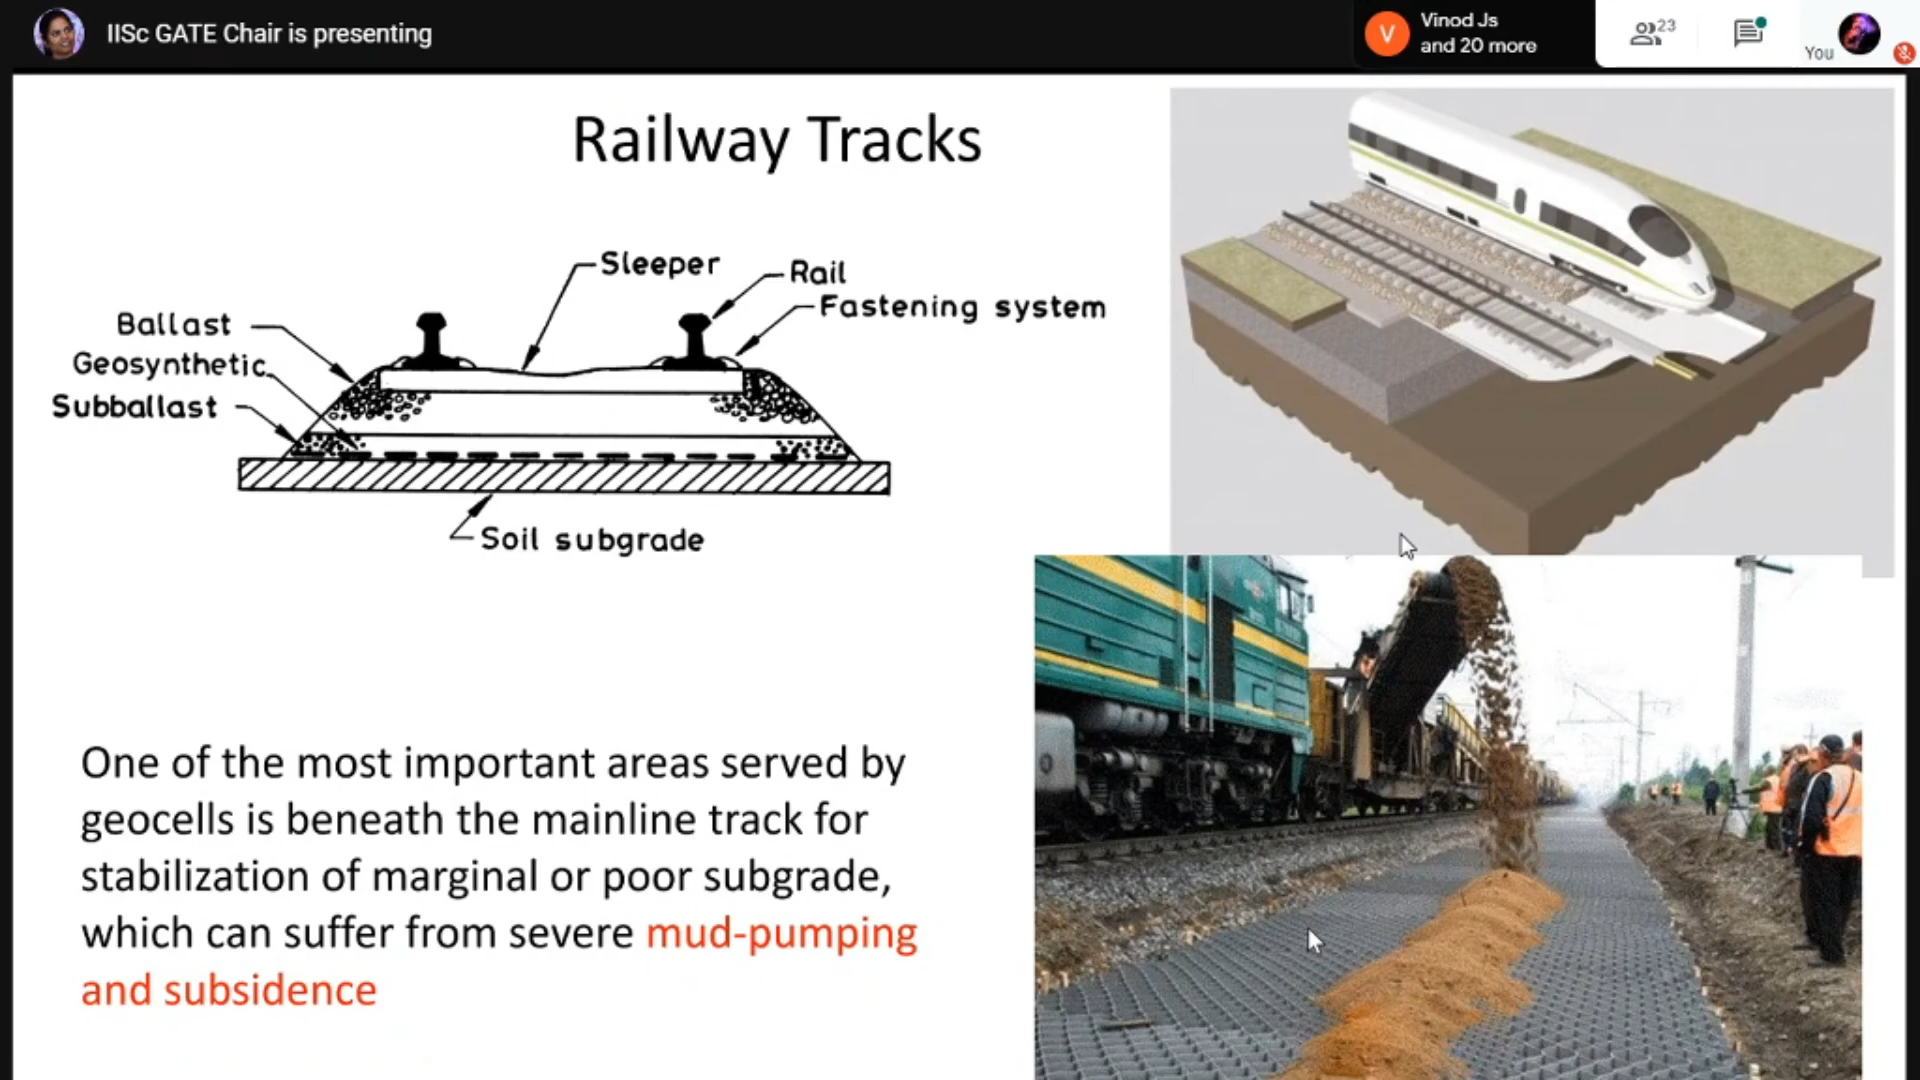 IISc GATE Chair is presenting
V
Vinod Js
and 20 more
23
You
Railway Tracks
Sleeper
Rail
Fastening system
Ballast
Geosynthetic
Subballast
Soil subgrade
One of the most important areas served by
geocells is beneath the mainline track for
stabilization of marginal or poor subgrade,
which can suffer from severe mud-pumping
and subsidence